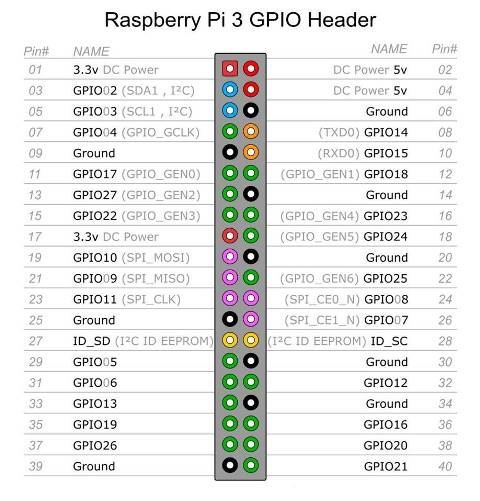 Raspberry Pi 3 GPIO Header
Pin# NAME NAME Pin#
01 3.3v DC Power DC Power 5v 02
03 GPIO02 (SDA1 , I²C) DC Power 5v 04
05 GPIO03 (SCL1 , I²C) Ground 06
07 GPIO04 (GPIO_GCLK) (TXD0) GPIO14 08
09 Ground (RXD0) GPIO15 10
11 GPIO17 (GPIO_GEN0) (GPIO_GEN1) GPIO18 12
13 GPIO27 (GPIO_GEN2) Ground 14
15 GPIO22 (GPIO_GEN3) (GPIO_GEN4) GPIO23 16
17 3.3v DC Power (GPIO_GEN5) GPIO24 18
19 GPIO10 (SPI_MOSI) Ground 20
21 GPIO09 (SPI_MISO) (GPIO_GEN6) GPIO25 22
23 GPIO11 (SPI_CLK) (SPI_CE0_N) GPIO08 24
25 Ground (SPI_CE1_N) GPIO07 26
27 ID_SD (I²C ID EEPROM) (I²C ID EEPROM) ID_SC 28
29 GPIO05 Ground 30
31 GPIO06 GPIO12 32
33 GPIO13 Ground 34
35 GPIO19 GPIO16 36
37 GPIO26 GPIO20 38
39 Ground GPIO21 40